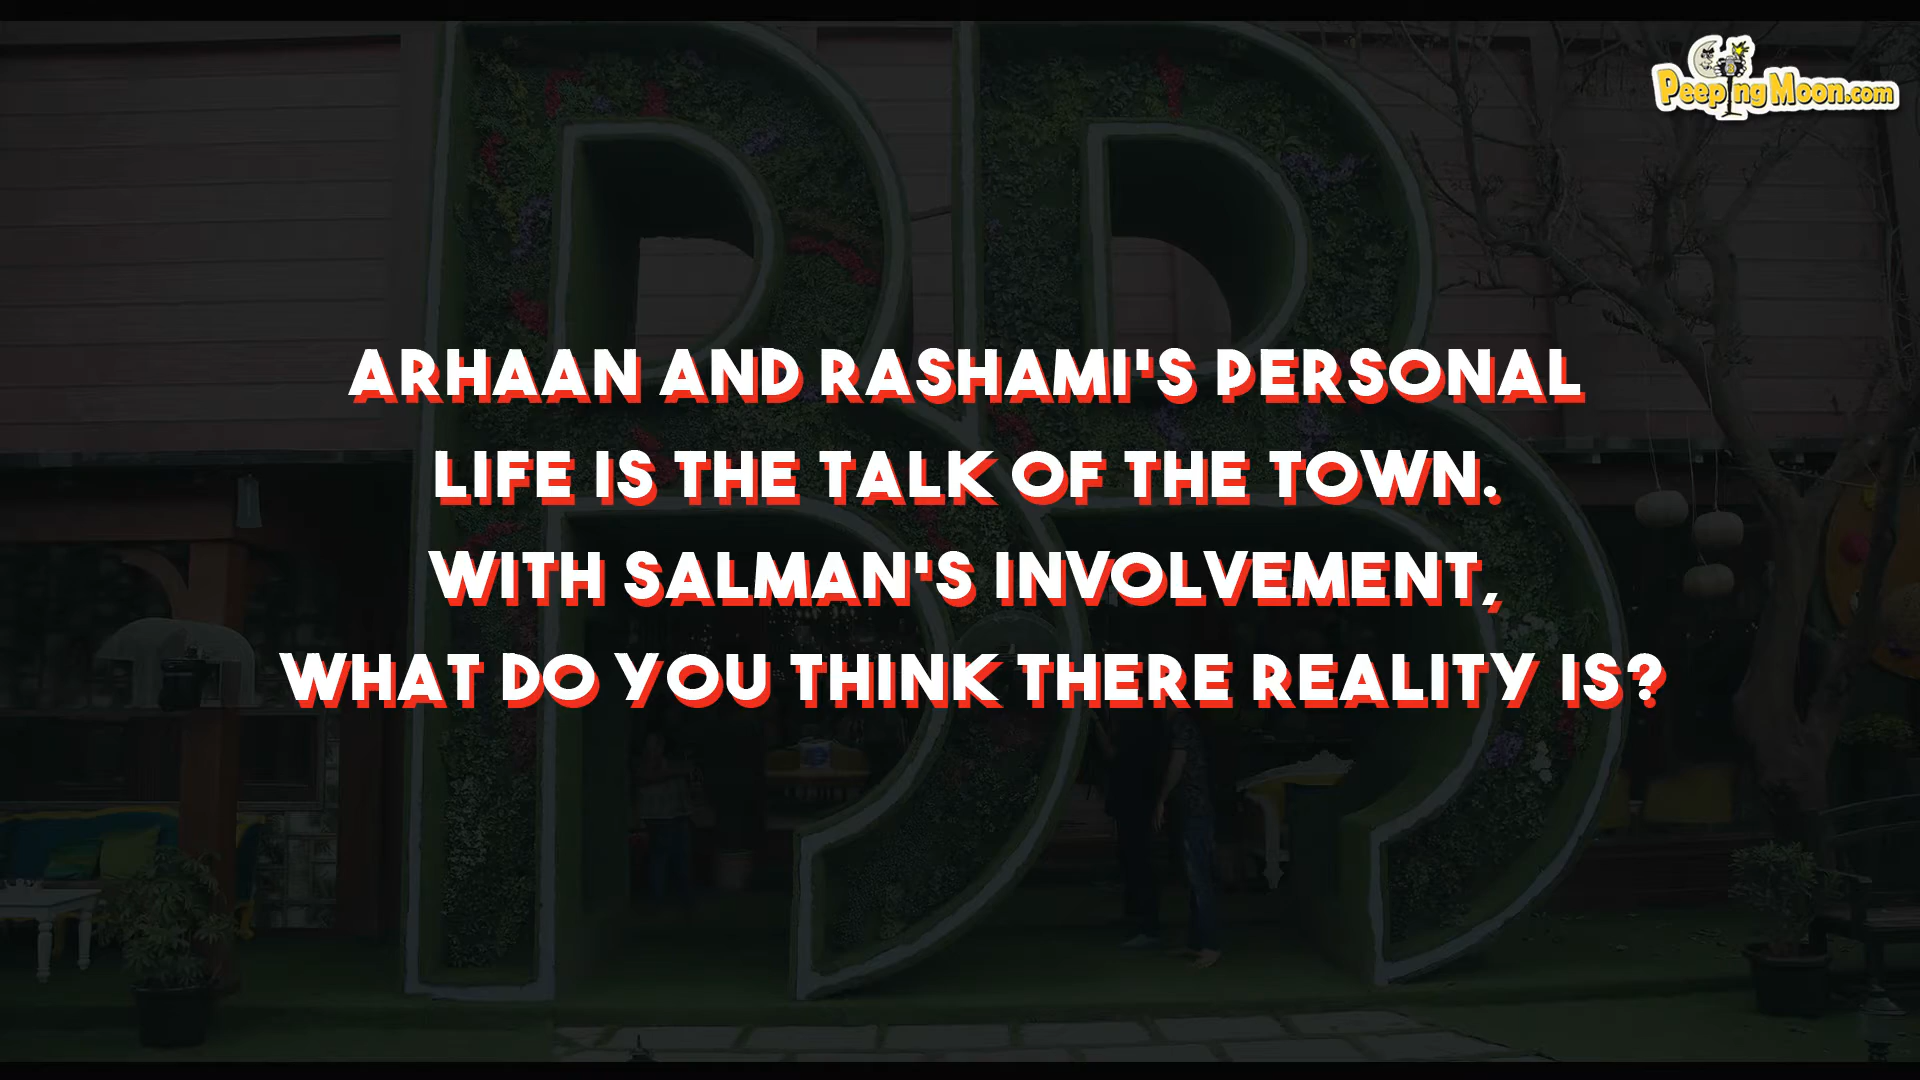 PeepingMoon.com
ARHAAN AND RASHAMI'S PERSONAL
LIFE IS THE TALK OF THE TOWN.
WITH SALMAN'S INVOLVEMENT,
WHAT DO YOU THINK THERE REALITY IS?